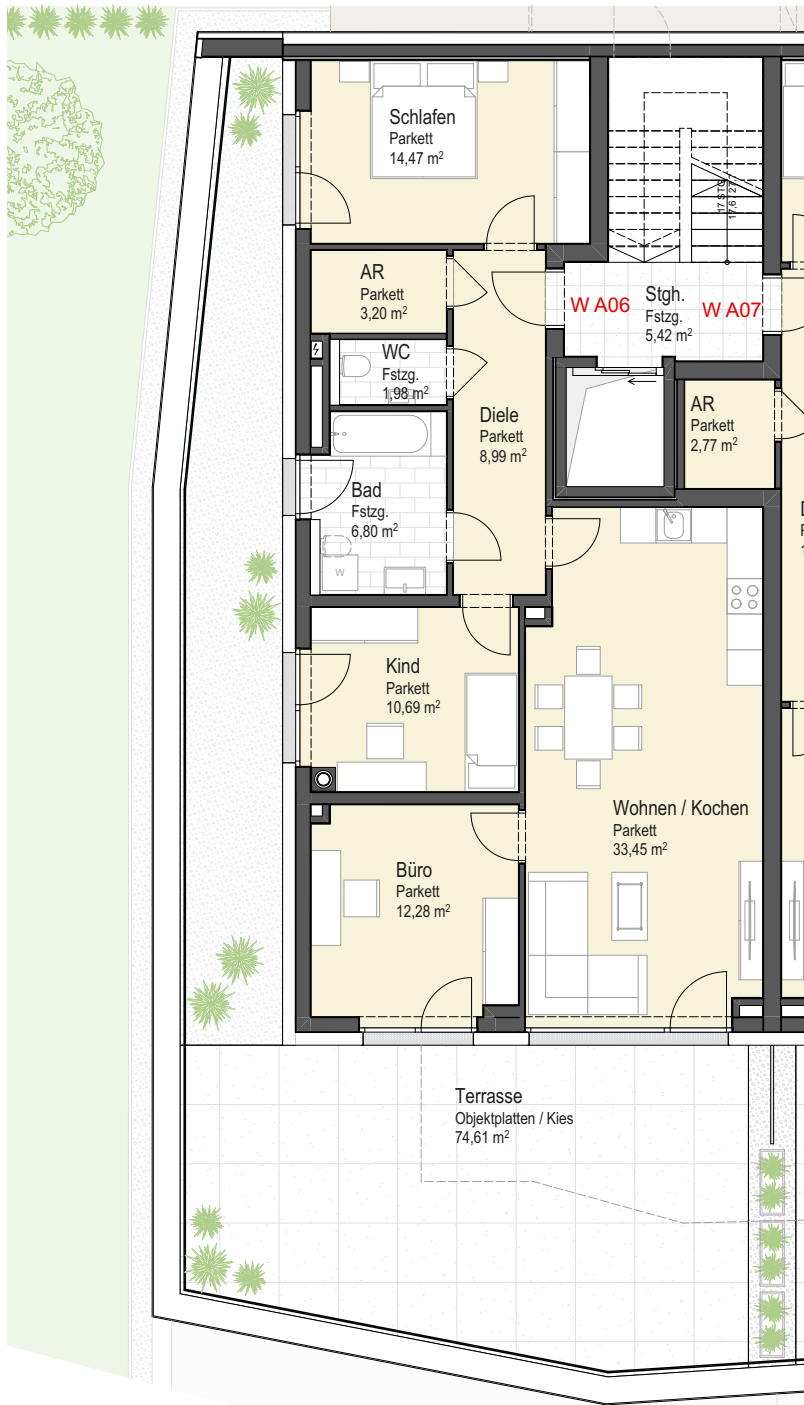 Schlafen
Parkett
14,47 m²
17 STG
AR
Parkett
3,20 m²
W A06
Stgh.
Fstzg.
5,42 m²
W A07
WC
Fstzg.
1,98 m²
Diele
Parkett
8,99 m²
AR
Parkett
2,77 m²
Bad
Fstzg.
6,80 m²
W
Kind
Parkett
10,69 m²
Wohnen / Kochen
Parkett
33,45 m²
Büro
Parkett
12,28 m²
Terrasse
Objektplatten / Kies
74,61 m²